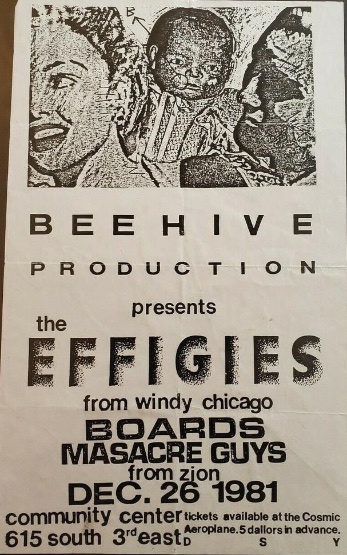 B
BEEHIVE
PRODUCTION
presents
the
EFFIGIES
from windy chicago
BOARDS
MASACRE GUYS
from zion
DEC. 26 1981
community center tickets available at the Cosmic
615 south 3rd east Aeroplane. 5 dallors in advance.
D S Y